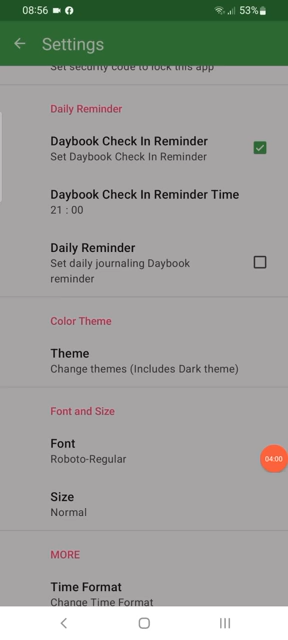 08:56
53%
Settings
Set security code to lock this app
Daily Reminder
Daybook Check In Reminder
Set Daybook Check In Reminder
Daybook Check In Reminder Time
21 : 00
Daily Reminder
Set daily journaling Daybook
reminder
Color Theme
Theme
Change themes (Includes Dark theme)
Font and Size
Font
Roboto-Regular
04:00
Size
Normal
MORE
Time Format
Change Time Format